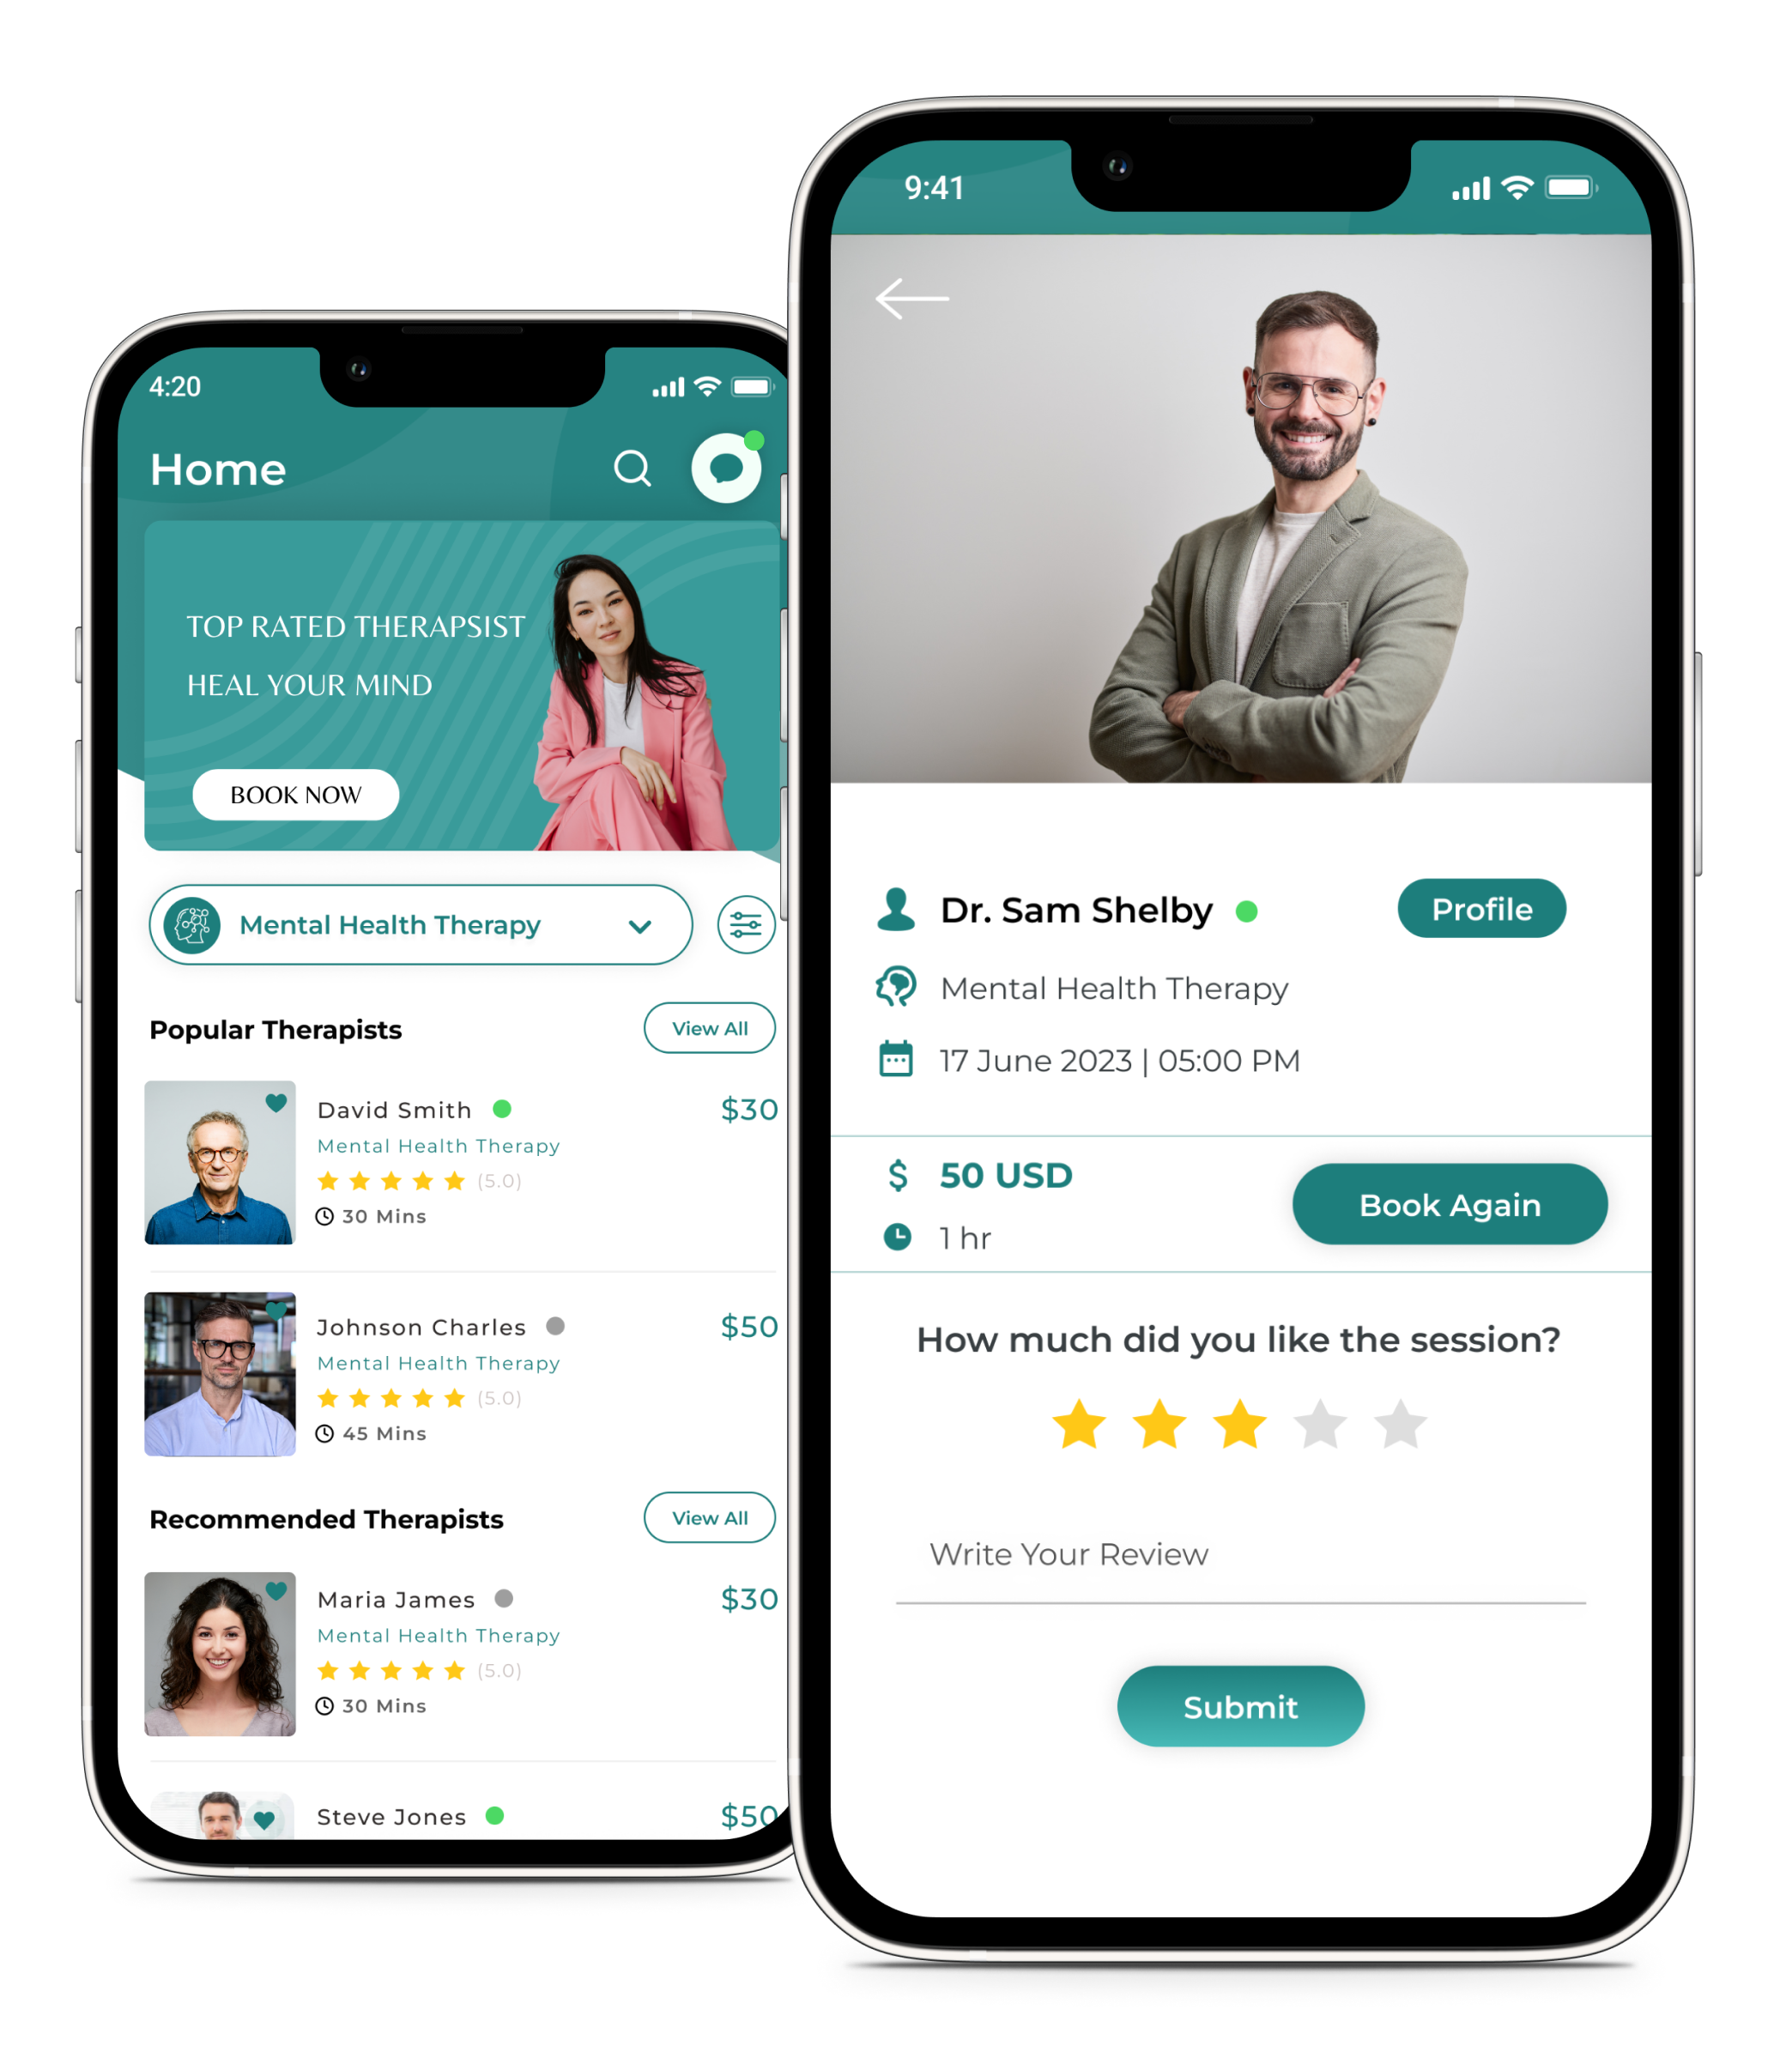 4:20
Home
TOP RATED THERAPSIST
HEAL YOUR MIND
BOOK NOW
Mental Health Therapy
Popular Therapists
View All
David Smith
$30
Mental Health Therapy
(5.0)
30 Mins
Johnson Charles
$50
Mental Health Therapy
(5.0)
45 Mins
Recommended Therapists
View All
Maria James
$30
Mental Health Therapy
(5.0)
30 Mins
Steve Jones
$50
9:41
Dr. Sam Shelby
Profile
Mental Health Therapy
17 June 2023 | 05:00 PM
$ 50 USD
Book Again
1 hr
How much did you like the session?
Write Your Review
Submit